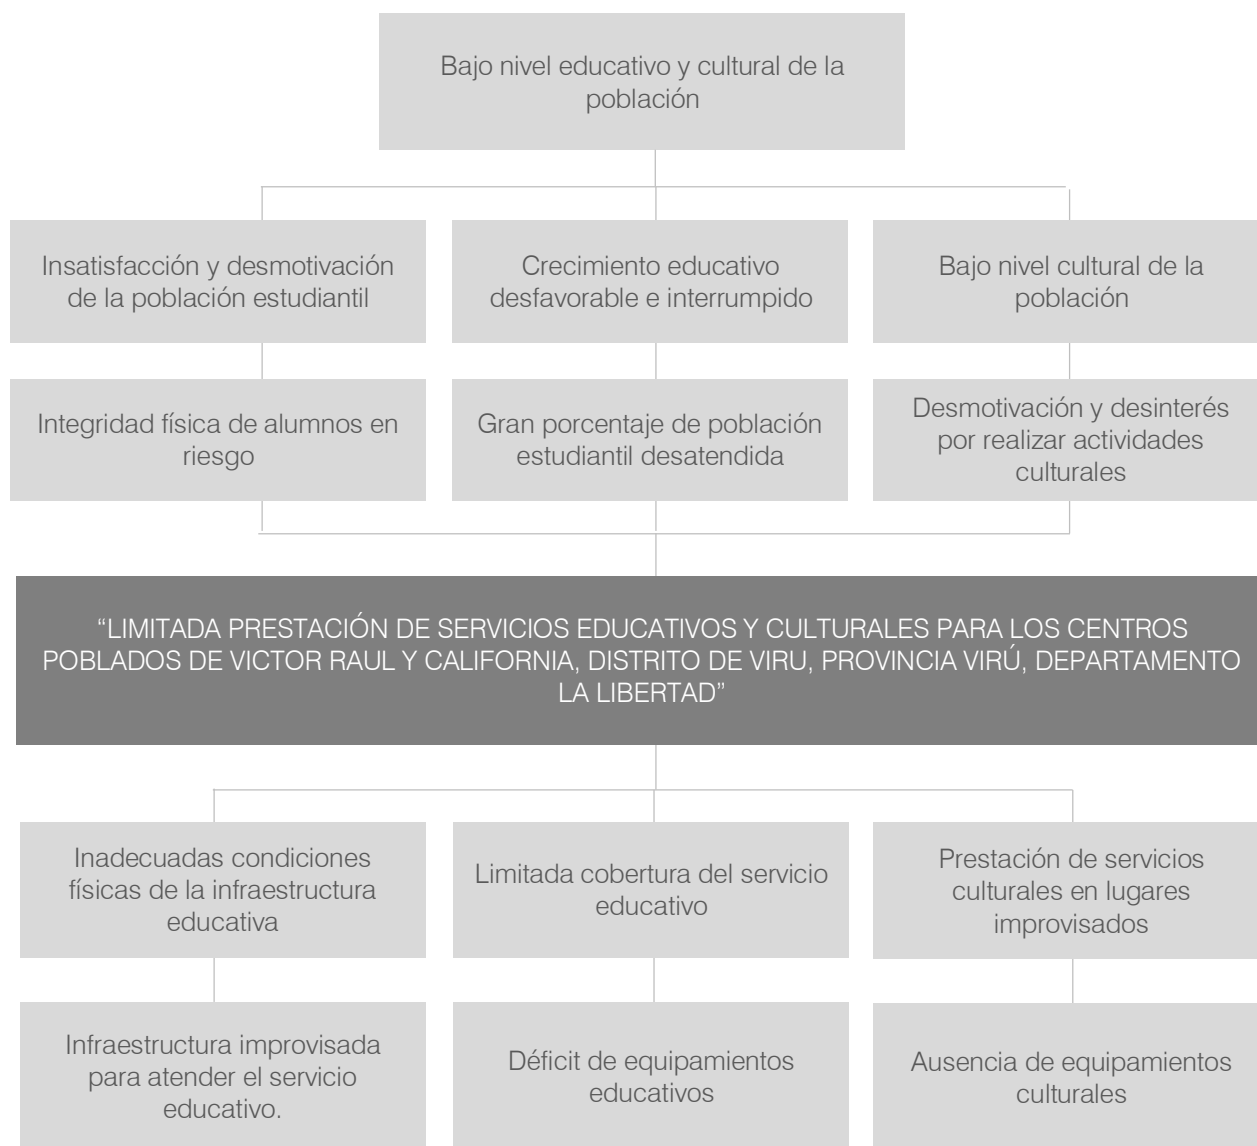 Bajo nivel educativo y cultural de la
población
Insatisfacción y desmotivación
de la población estudiantil
Crecimiento educativo
desfavorable e interrumpido
Bajo nivel cultural de la
población
Integridad física de alumnos en
riesgo
Gran porcentaje de población
estudiantil desatendida
Desmotivación y desinterés
por realizar actividades
culturales
“LIMITADA PRESTACIÓN DE SERVICIOS EDUCATIVOS Y CULTURALES PARA LOS CENTROS
POBLADOS DE VICTOR RAUL Y CALIFORNIA, DISTRITO DE VIRU, PROVINCIA VIRÚ, DEPARTAMENTO
LA LIBERTAD”
Inadecuadas condiciones
físicas de la infraestructura
educativa
Limitada cobertura del servicio
educativo
Prestación de servicios
culturales en lugares
improvisados
Infraestructura improvisada
para atender el servicio
educativo.
Déficit de equipamientos
educativos
Ausencia de equipamientos
culturales